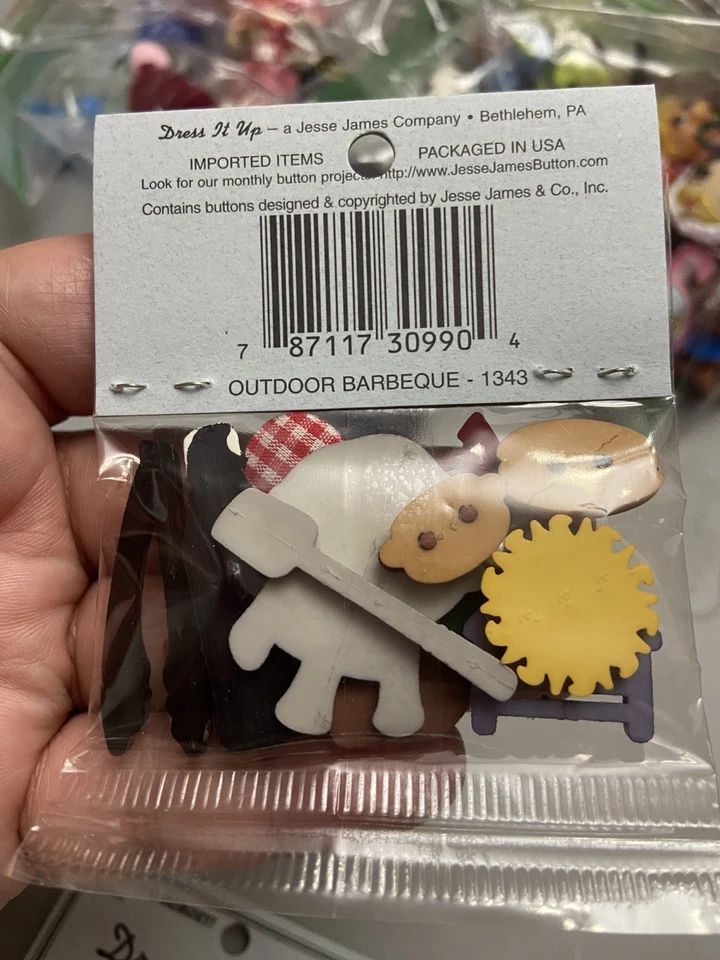 Dress It Up – a Jesse James Company • Bethlehem, PA
IMPORTED ITEMS PACKAGED IN USA
Look for our monthly button project http://www.JesseJamesButton.com
Contains buttons designed & copyrighted by Jesse James & Co., Inc.
7 87117 30990 4
OUTDOOR BARBEQUE - 1343